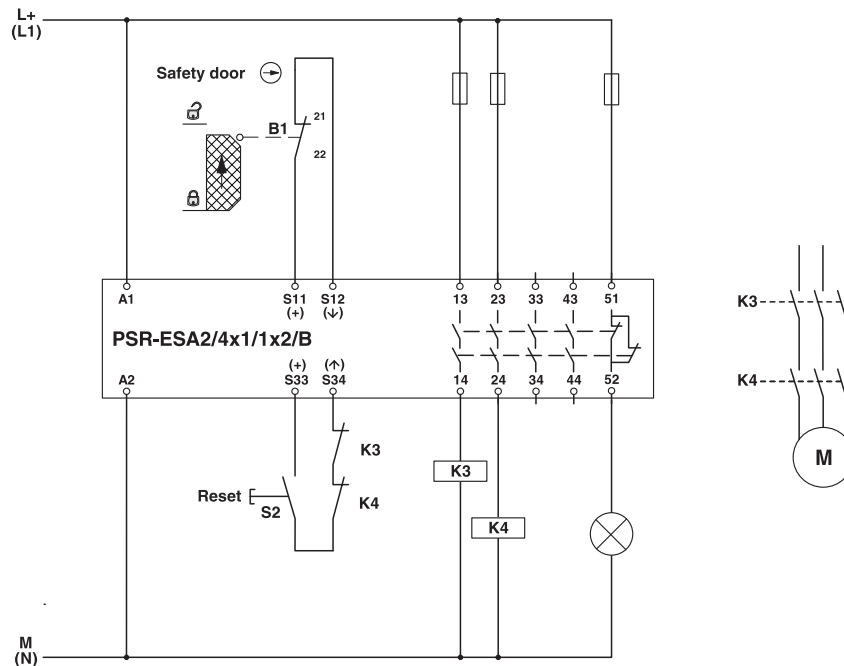 L+
(L1)
Safety door
21
B1
22
A1
S11
(+)
S12
(↓)
13
23
33
43
51
K3
PSR-ESA2/4x1/1x2/B
K4
(+)
(↑)
A2
S33
S34
14
24
34
44
52
K3
K3
M
Reset
S2
K4
K4
M
(N)